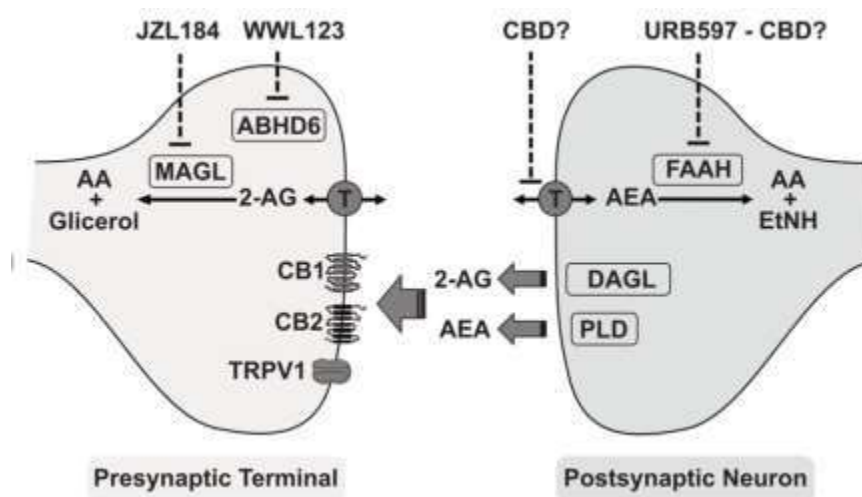 JZL184 WWL123 CBD? URB597 - CBD?
ABHD6
MAGL
AA
+
Glicerol
2-AG
T
T
AEA
FAAH
AA
+
EtNH
CB1
2-AG
DAGL
CB2
AEA
PLD
TRPV1
Presynaptic Terminal
Postsynaptic Neuron